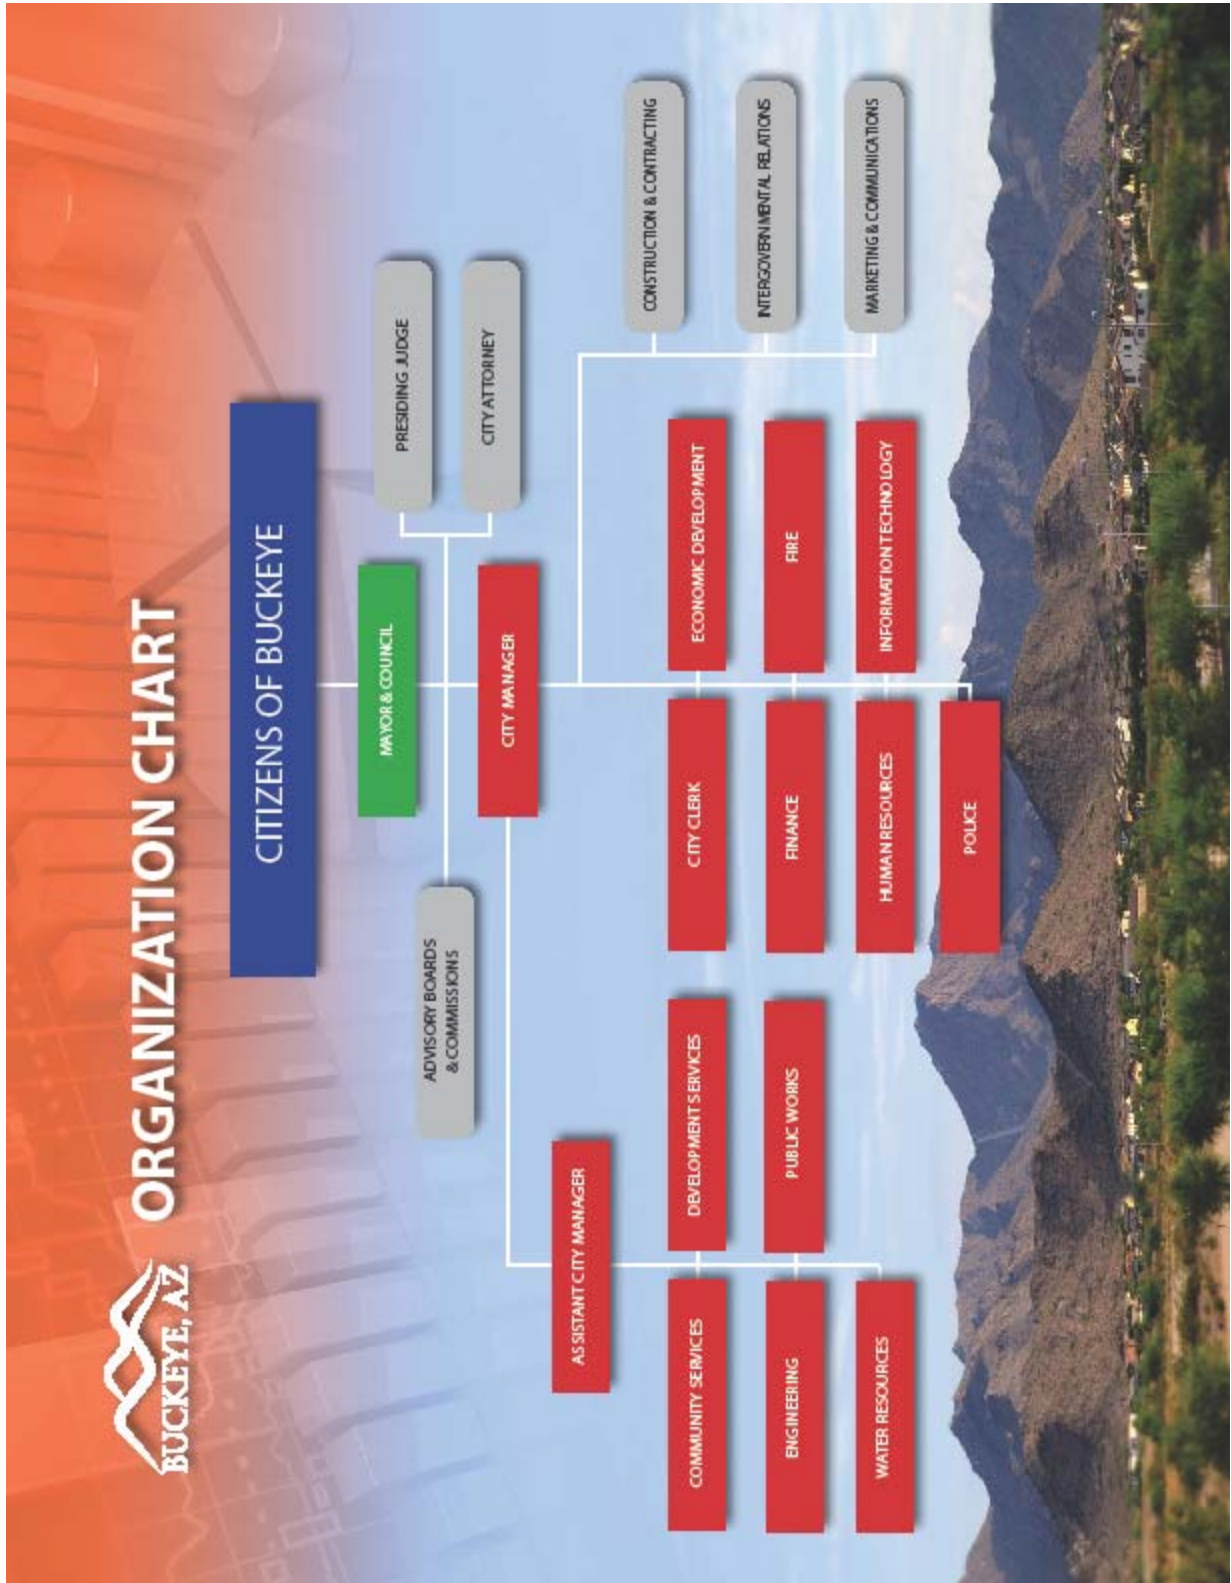 BUCKEYE, AZ
ORGANIZATION CHART
CITIZENS OF BUCKEYE
MAYOR & COUNCIL
PRESIDING JUDGE
ADVISORY BOARDS
& COMMISSIONS
CITY ATTORNEY
CITY MANAGER
ASSISTANT CITY MANAGER
CONSTRUCTION & CONTRACTING
COMMUNITY SERVICES
DEVELOPMENT SERVICES
CITY CLERK
ECONOMIC DEVELOPMENT
INTERGOVERNMENTAL RELATIONS
ENGINEERING
PUBLIC WORKS
FINANCE
FIRE
MARKETING & COMMUNICATIONS
WATER RESOURCES
HUMAN RESOURCES
INFORMATION TECHNOLOGY
POLICE